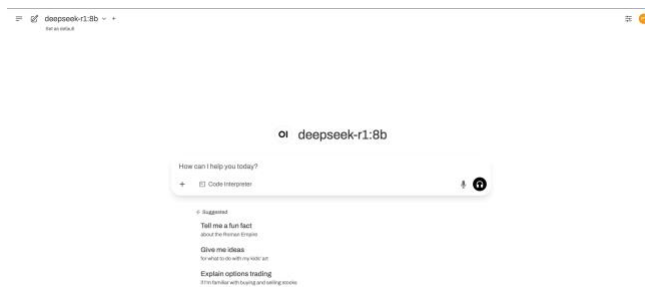 deepseek-r1:8b
Set as default
OI deepseek-r1:8b
How can I help you today?
Code Interpreter
Suggested
Tell me a fun fact
about the Roman Empire
Give me ideas
for what to do with my kids' art
Explain options trading
if I'm familiar with buying and selling stocks